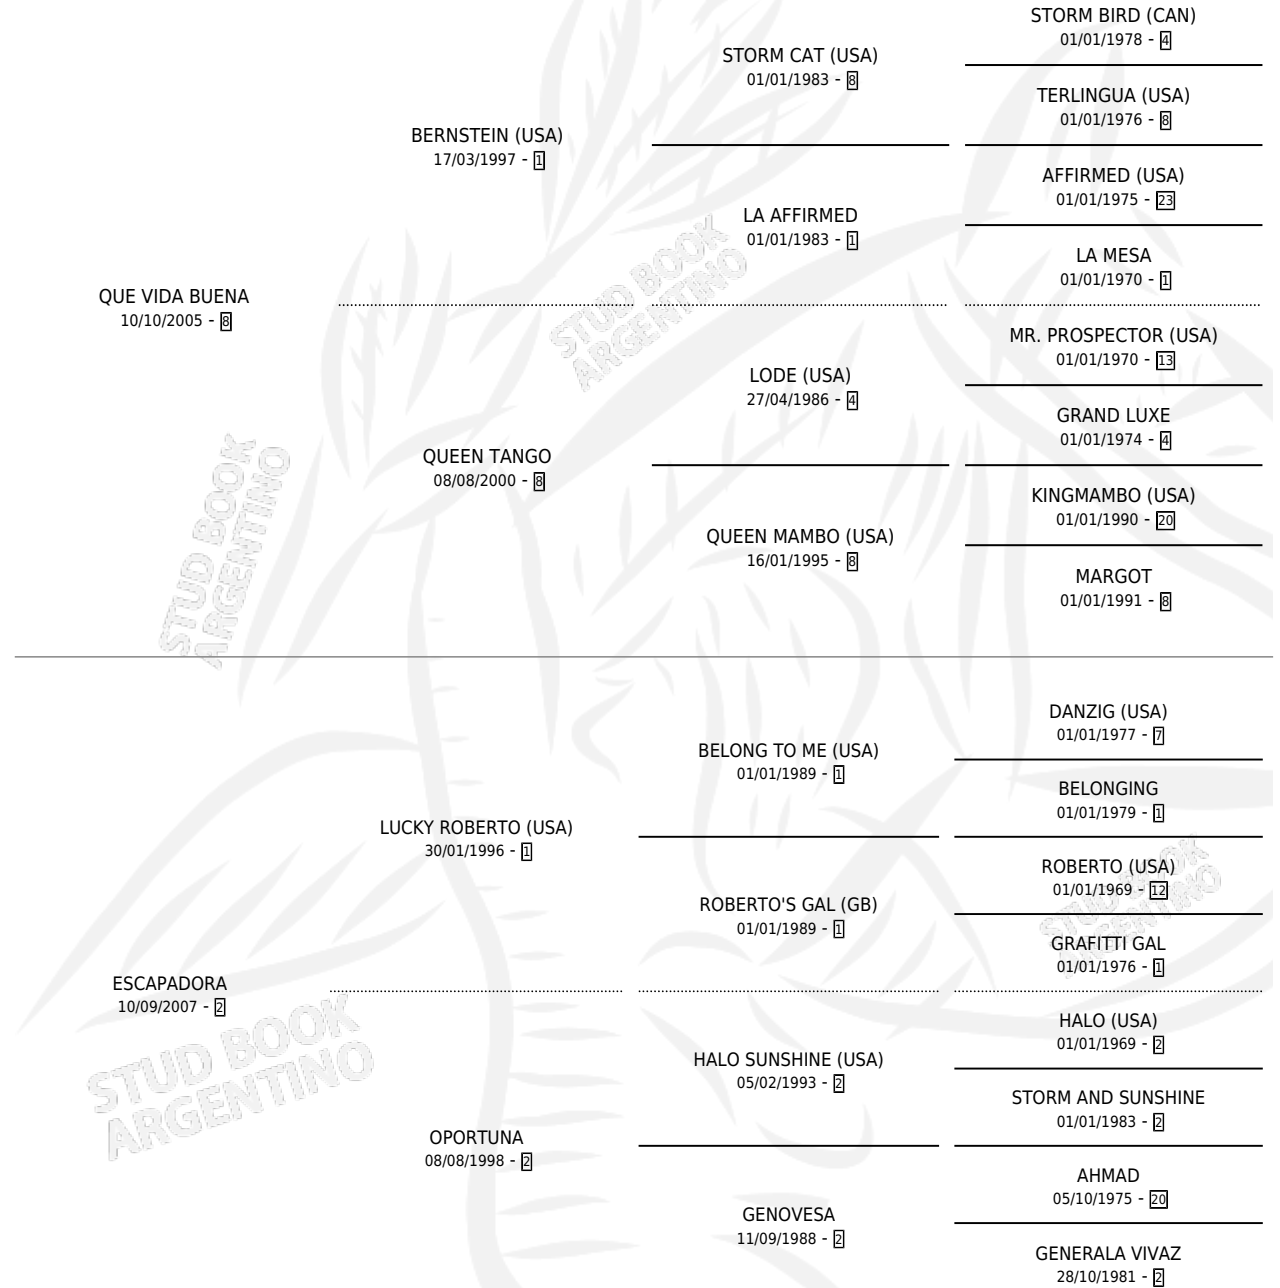 STORM BIRD (CAN)
01/01/1978 - 4
STORM CAT (USA)
01/01/1983 - 8
TERLINGUA (USA)
01/01/1976 - 8
BERNSTEIN (USA)
17/03/1997 - 1
AFFIRMED (USA)
01/01/1975 - 23
LA AFFIRMED
01/01/1983 - 1
LA MESA
01/01/1970 - 1
QUE VIDA BUENA
10/10/2005 - 8
MR. PROSPECTOR (USA)
01/01/1970 - 13
LODE (USA)
27/04/1986 - 4
GRAND LUXE
01/01/1974 - 4
QUEEN TANGO
08/08/2000 - 8
KINGMAMBO (USA)
01/01/1990 - 20
QUEEN MAMBO (USA)
16/01/1995 - 8
MARGOT
01/01/1991 - 8
STUD BOOK
ARGENTINO
STUD BOOK
ARGENTINO
DANZIG (USA)
01/01/1977 - 7
BELONG TO ME (USA)
01/01/1989 - 1
BELONGING
01/01/1979 - 1
LUCKY ROBERTO (USA)
30/01/1996 - 1
ROBERTO (USA)
01/01/1969 - 12
ROBERTO'S GAL (GB)
01/01/1989 - 1
GRAFITTI GAL
01/01/1976 - 1
STUD BOOK
ARGENTINO
ESCAPADORA
10/09/2007 - 2
HALO (USA)
01/01/1969 - 2
HALO SUNSHINE (USA)
05/02/1993 - 2
STORM AND SUNSHINE
01/01/1983 - 2
STUD BOOK
ARGENTINO
OPORTUNA
08/08/1998 - 2
AHMAD
05/10/1975 - 20
GENOVESA
11/09/1988 - 2
GENERALA VIVAZ
28/10/1981 - 2